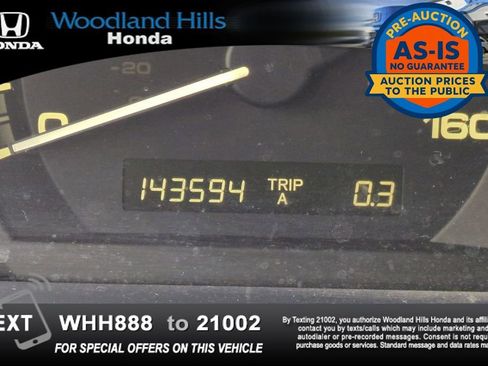 HONDA
Woodland Hills
Honda
PRE-AUCTION
AS-IS
NO GUARANTEE
AUCTION PRICES
TO THE PUBLIC
20
0
160
143594 TRIP A 0.3
TEXT WHH888 to 21002
FOR SPECIAL OFFERS ON THIS VEHICLE
By Texting 21002, you authorize Woodland Hills Honda and its affili
contact you by texts/calls which may include marketing and
autodialer or pre-recorded messages. Consent is not requi
purchase goods or services. Standard message and data rates ma